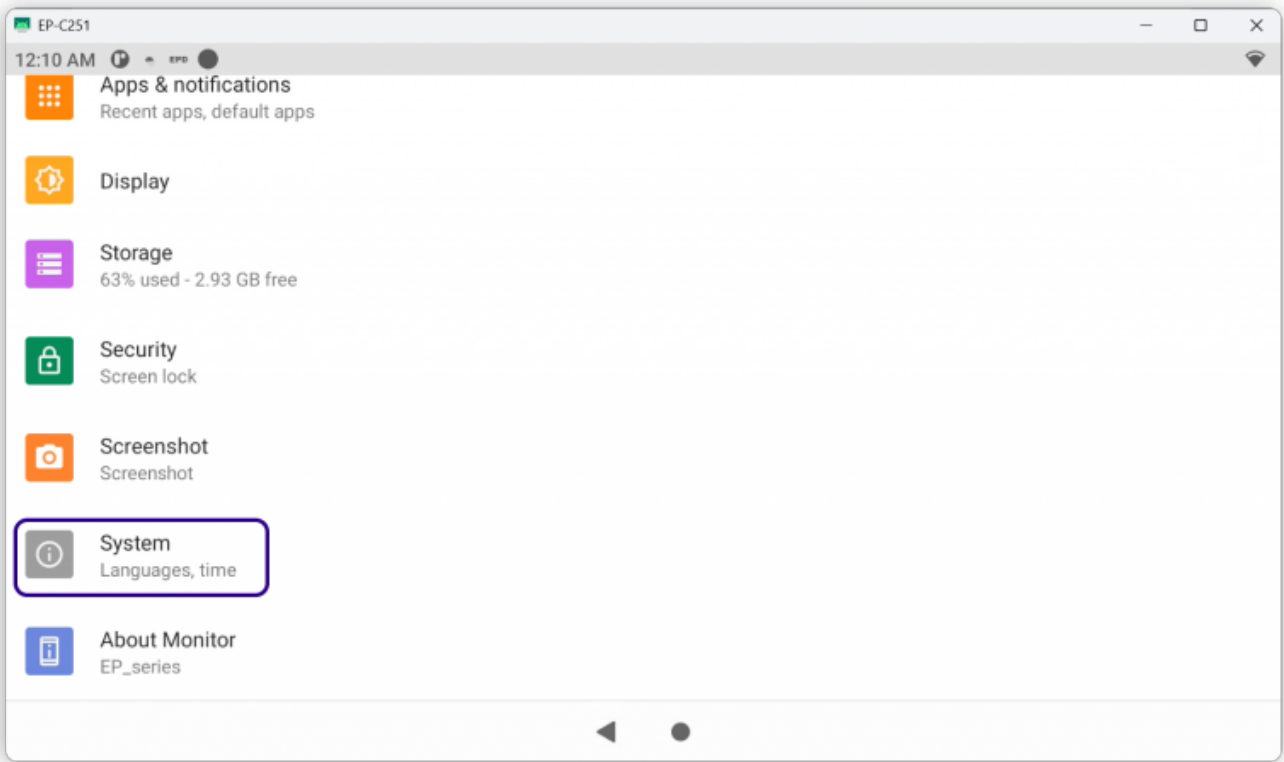 EP-C251
12:10 AM EPD
Apps & notifications
Recent apps, default apps
Display
Storage
63% used - 2.93 GB free
Security
Screen lock
Screenshot
Screenshot
System
Languages, time
About Monitor
EP_series